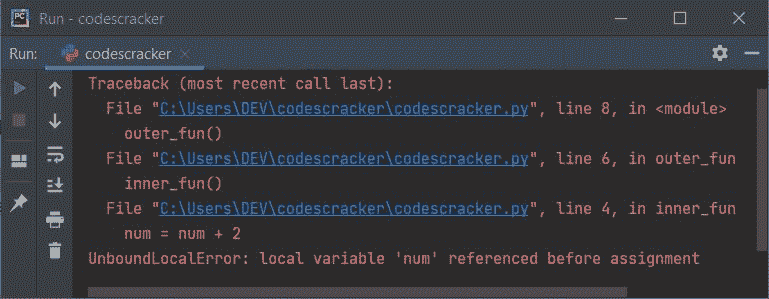 PC Run - codescracker
Run: codescracker
Traceback (most recent call last):
File "C:\Users\DEV\codescracker\codescracker.py", line 8, in <module>
outer_fun()
File "C:\Users\DEV\codescracker\codescracker.py", line 6, in outer_fun
inner_fun()
File "C:\Users\DEV\codescracker\codescracker.py", line 4, in inner_fun
num = num + 2
UnboundLocalError: local variable 'num' referenced before assignment